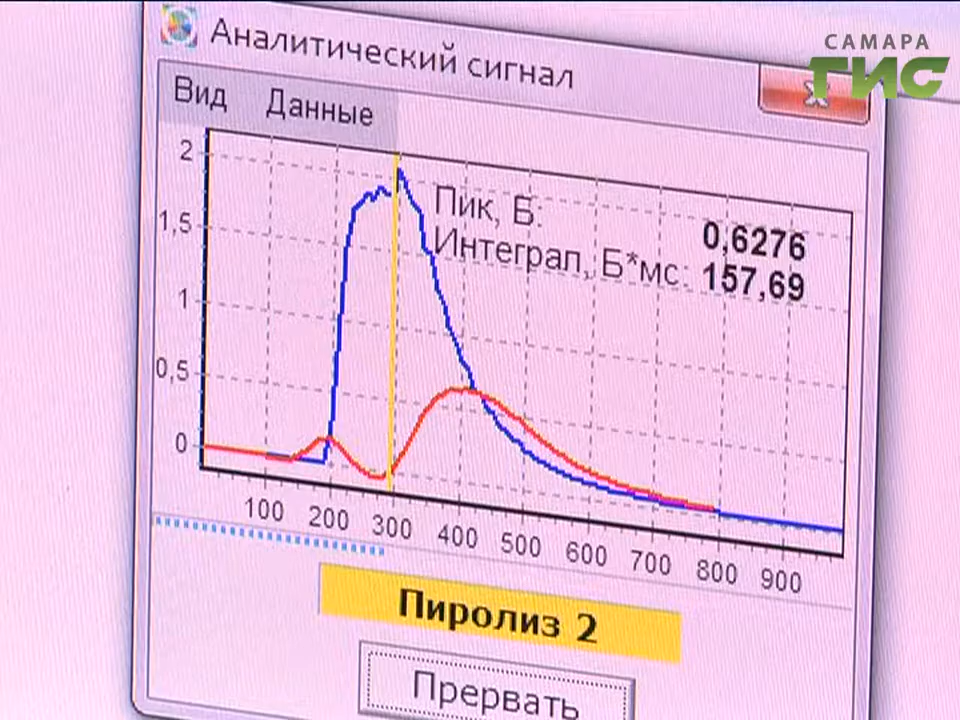 Аналитический сигнал
САМАРА
ГИС
Вид Данные
Пик, Б: 0,6276
Интеграл, Б*мс: 157,69
2
1,5
1
0,5
0
100 200 300 400 500 600 700 800 900
Пиролиз 2
Прервать